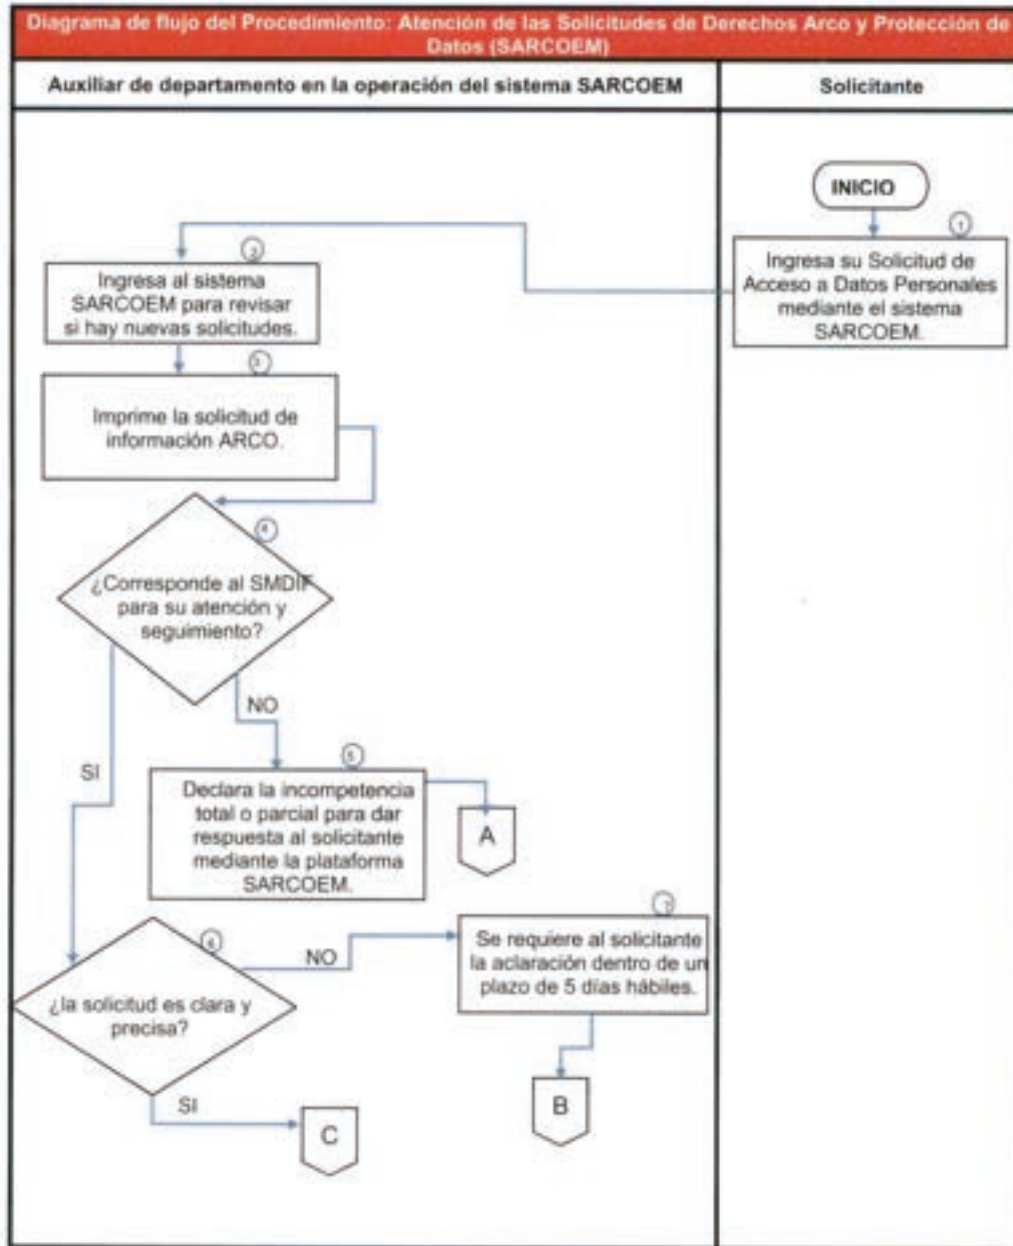 Diagrama de flujo del Procedimiento: Atención de las Solicitudes de Derechos Arco y Protección de
Datos (SARCOEM)
Auxiliar de departamento en la operación del sistema SARCOEM
Solicitante
INICIO
1
Ingresa su Solicitud de
Acceso a Datos Personales
mediante el sistema
SARCOEM.
2
Ingresa al sistema
SARCOEM para revisar
si hay nuevas solicitudes.
3
Imprime la solicitud de
información ARCO.
4
¿Corresponde al SMDIF
para su atención y
seguimiento?
NO
SI
5
Declara la incompetencia
total o parcial para dar
respuesta al solicitante
mediante la plataforma
SARCOEM.
A
6
¿la solicitud es clara y
precisa?
NO
7
Se requiere al solicitante
la aclaración dentro de un
plazo de 5 días hábiles.
B
SI
C